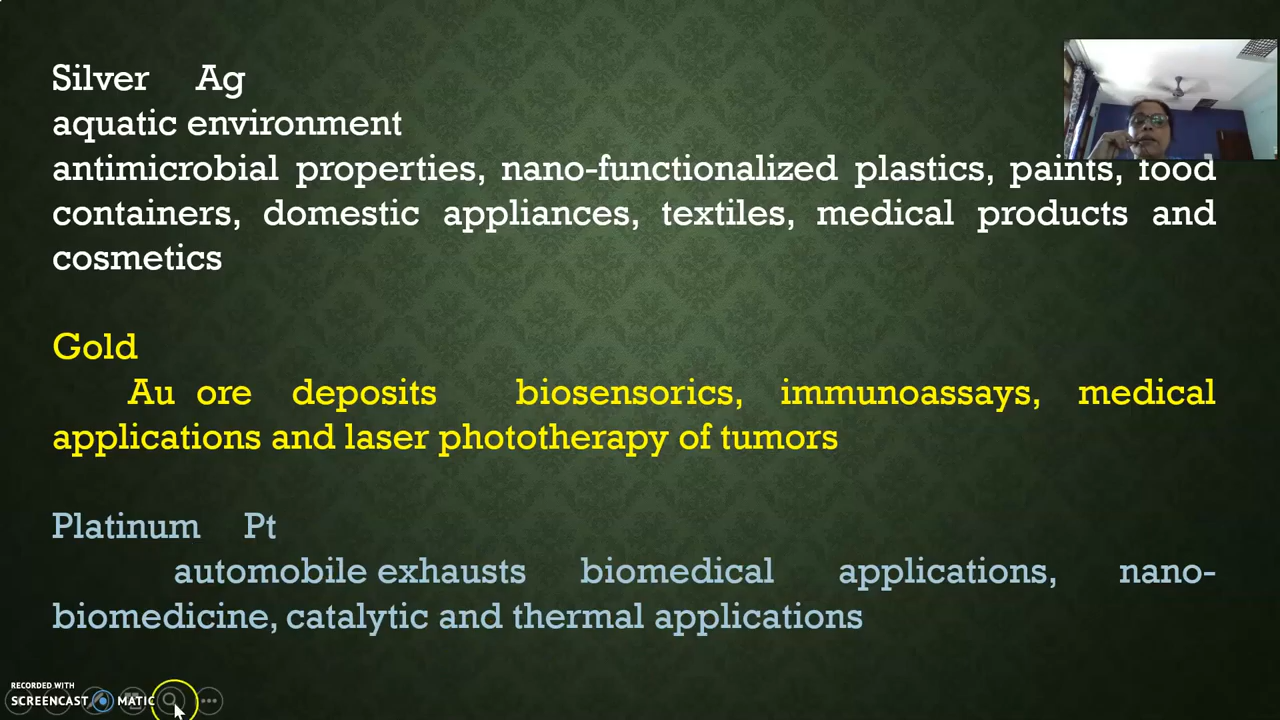 Silver Ag
aquatic environment
antimicrobial properties, nano-functionalized plastics, paints, food
containers, domestic appliances, textiles, medical products and
cosmetics
Gold
Au ore deposits biosensorics, immunoassays, medical
applications and laser phototherapy of tumors
Platinum Pt
automobile exhausts biomedical applications, nano-
biomedicine, catalytic and thermal applications
RECORDED WITH
SCREENCAST MATIC